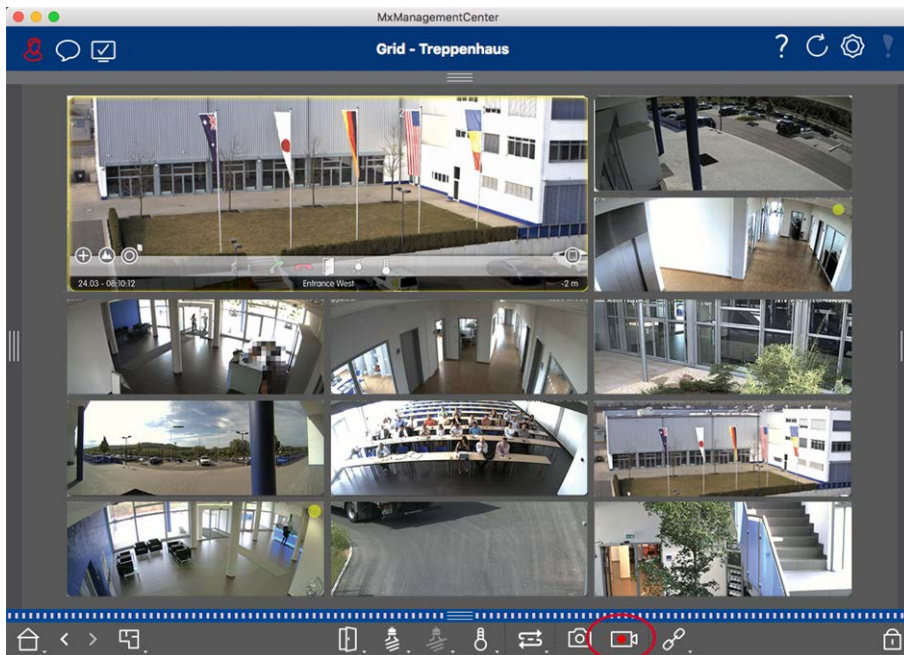 MxManagementCenter
Grid - Treppenhaus
24.03 - 08:10:12
Entrance West
-2 m